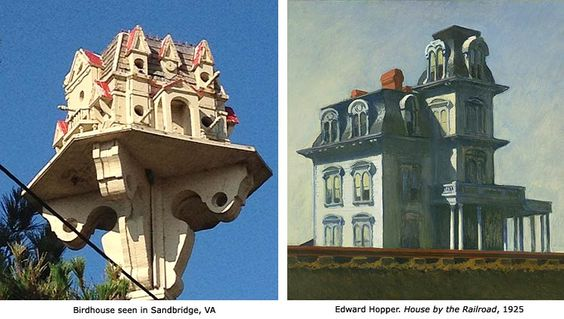 Birdhouse seen in Sandbridge, VA
Edward Hopper. House by the Railroad, 1925